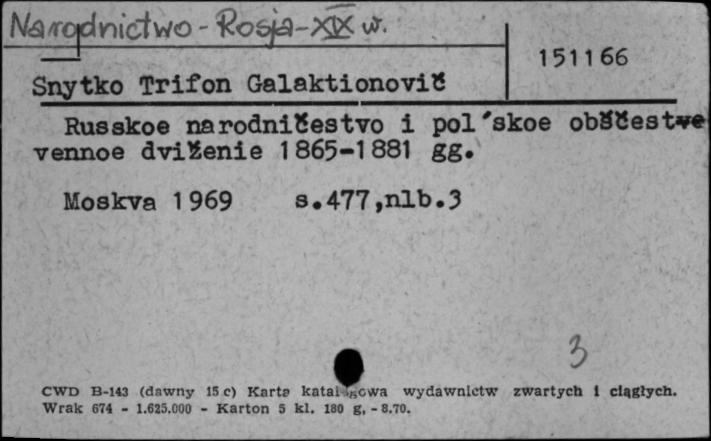 Narodnictwo - Rosja - XIX w.
151166
Snytko Trifon Galaktionovič
Russkoe narodničestvo i pol'skoe obščestve
vennoe dviženie 1865-1881 gg.
Moskva 1969 s.477,nlb.3
3
CWD B-143 (dawny 15 c) Karta katalogowa wydawnictw zwartych i ciągłych.
Wrak 674 - 1.625.000 - Karton 5 kl. 180 g. - 8.70.